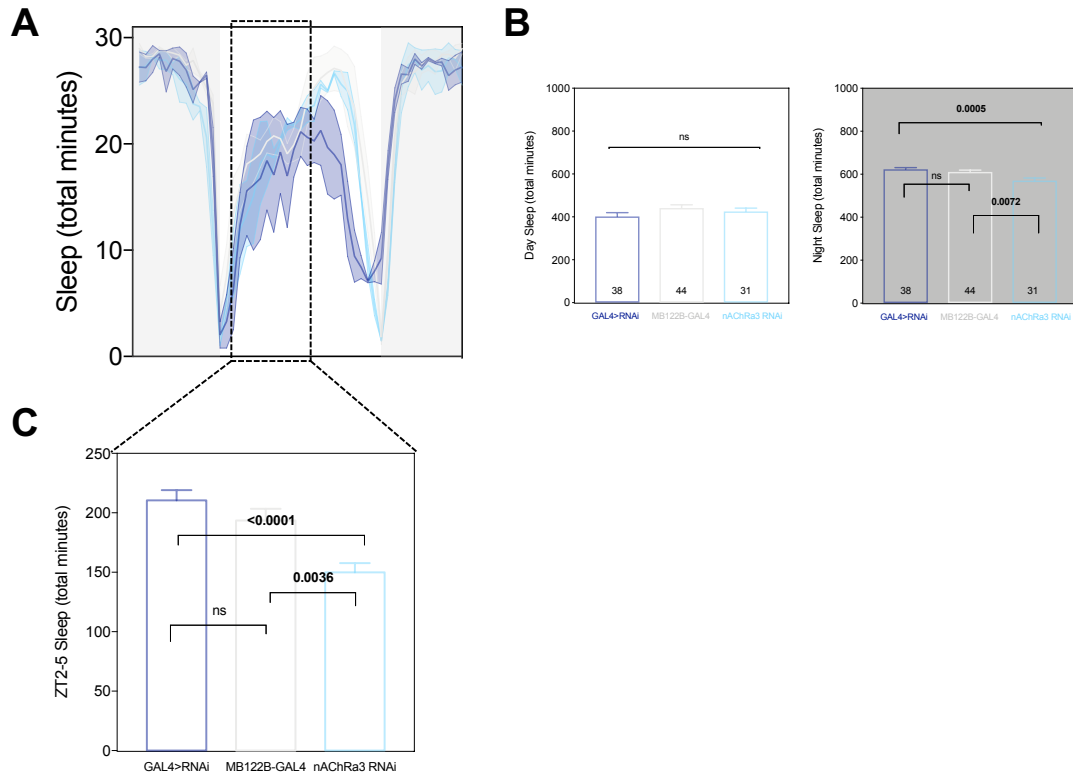 A
Sleep (total minutes)
30
20
10
0
B
Day Sleep (total minutes)
1000
800
600
400
200
0
ns
38
44
31
GAL4>RNAi
MB122B-GAL4
nAChRa3 RNAi
Night Sleep (total minutes)
1000
800
600
400
200
0
0.0005
ns
0.0072
38
44
31
GAL4>RNAi
MB122B-GAL4
nAChRa3 RNAi
C
ZT2-5 Sleep (total minutes)
250
200
150
100
50
0
<0.0001
0.0036
ns
GAL4>RNAi
MB122B-GAL4
nAChRa3 RNAi